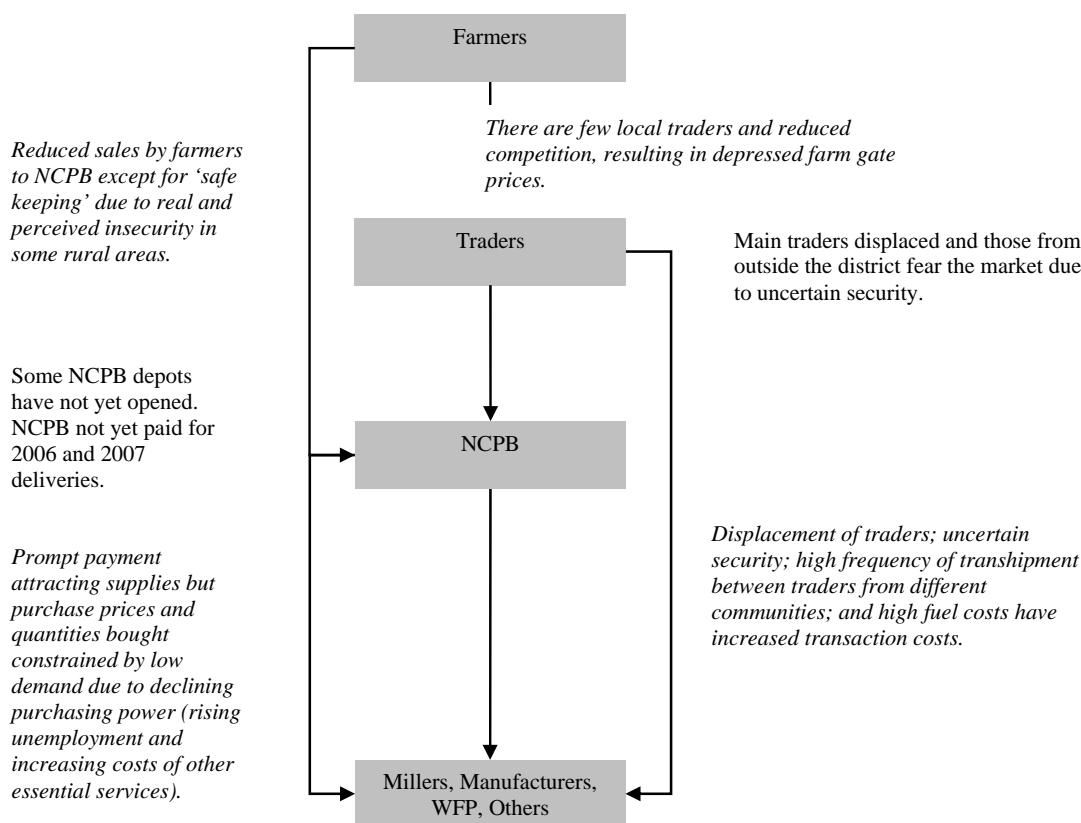 Farmers
There are few local traders and reduced
competition, resulting in depressed farm gate
prices.
Reduced sales by farmers
to NCPB except for ‘safe
keeping’ due to real and
perceived insecurity in
some rural areas.
Traders
Main traders displaced and those from
outside the district fear the market due
to uncertain security.
Some NCPB depots
have not yet opened.
NCPB not yet paid for
2006 and 2007
deliveries.
NCPB
Displacement of traders; uncertain
security; high frequency of transhipment
between traders from different
communities; and high fuel costs have
increased transaction costs.
Prompt payment
attracting supplies but
purchase prices and
quantities bought
constrained by low
demand due to declining
purchasing power (rising
unemployment and
increasing costs of other
essential services).
Millers, Manufacturers,
WFP, Others